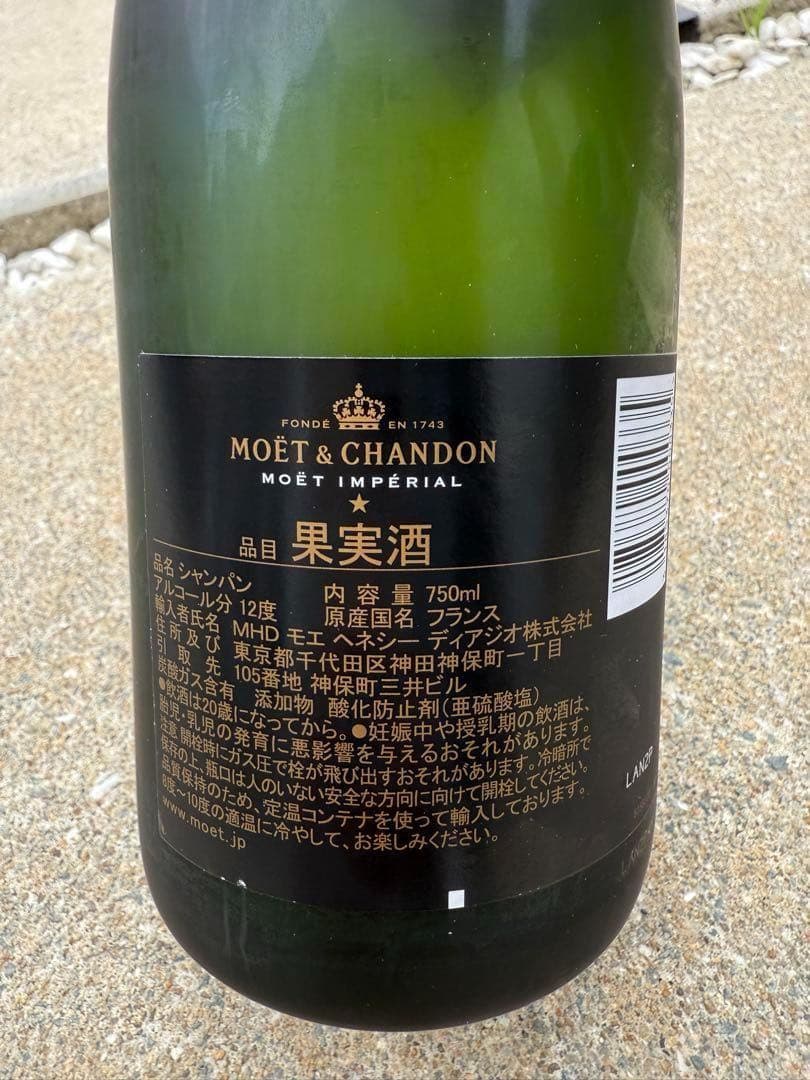 FONDÉ EN 1743
MOËT & CHANDON
MOËT IMPÉRIAL
品目 果実酒
品名 シャンパン
アルコール分 12度 内容量 750ml
原産国名 フランス
輸入者氏名 MHD モエ ヘネシー ディアジオ株式会社
住所及び 東京都千代田区神田神保町一丁目
引取先 105番地 神保町三井ビル
炭酸ガス含有 添加物 酸化防止剤(亜硫酸塩)
●飲酒は20歳になってから。●妊娠中や授乳期の飲酒は、
胎児・乳児の発育に悪影響を与えるおそれがあります。
注意 開栓時にガス圧で栓が飛び出すおそれがあります。冷暗所で
保存の上、瓶口は人のいない安全な方向に向けて開栓してください。
品質保持のため、定温コンテナを使って輸入しております。
8度〜10度の適温に冷やして、お楽しみください。
www.moet.jp
LAN2P